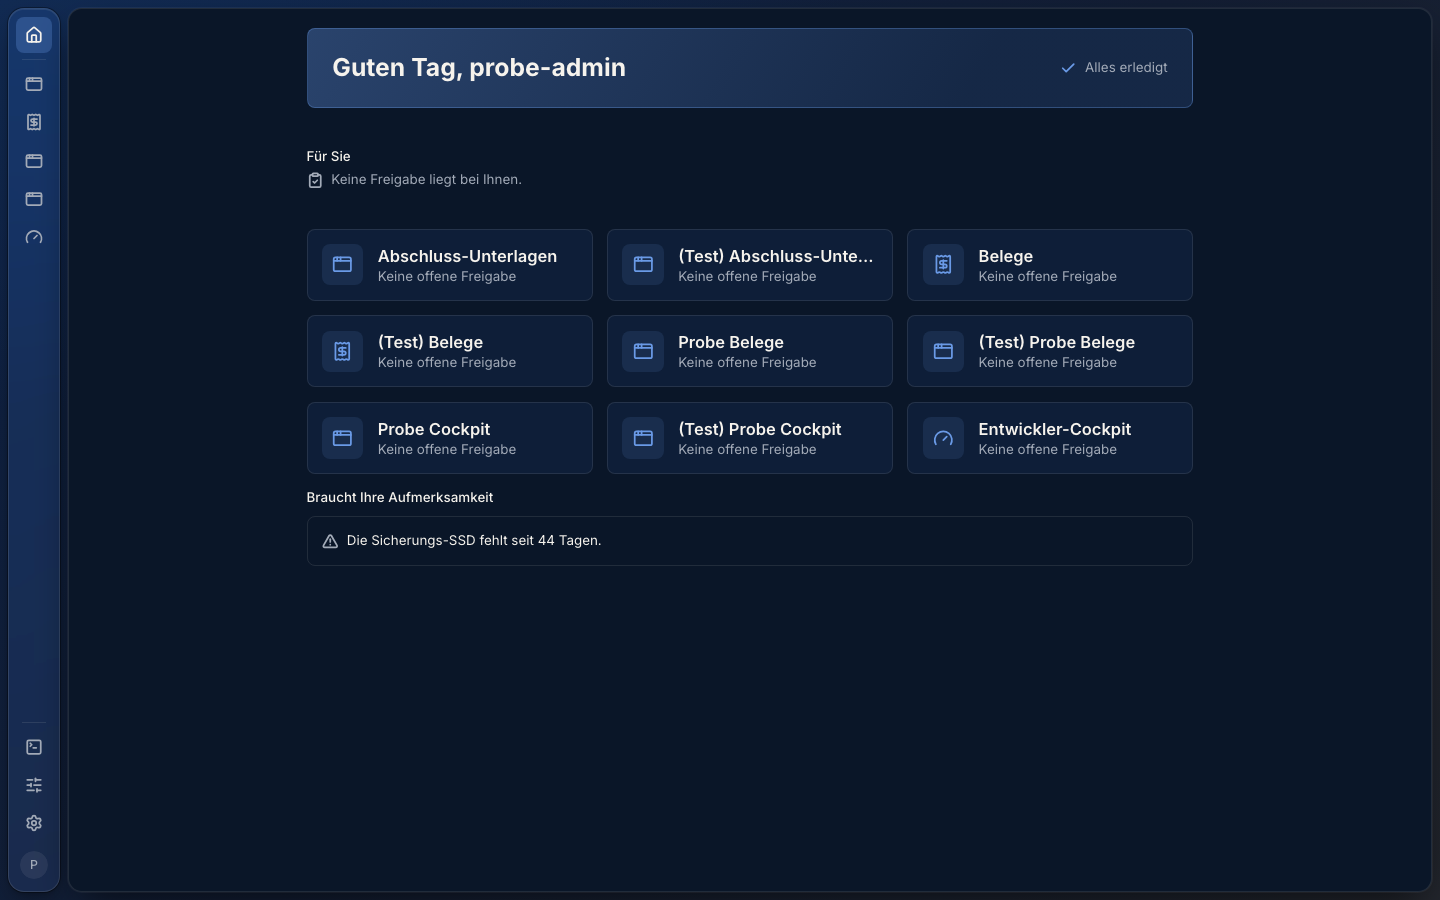 Guten Tag, probe-admin
Alles erledigt
Für Sie
Keine Freigabe liegt bei Ihnen.
Abschluss-Unterlagen
Keine offene Freigabe
(Test) Abschluss-Unte...
Keine offene Freigabe
Belege
Keine offene Freigabe
(Test) Belege
Keine offene Freigabe
Probe Belege
Keine offene Freigabe
(Test) Probe Belege
Keine offene Freigabe
Probe Cockpit
Keine offene Freigabe
(Test) Probe Cockpit
Keine offene Freigabe
Entwickler-Cockpit
Keine offene Freigabe
Braucht Ihre Aufmerksamkeit
Die Sicherungs-SSD fehlt seit 44 Tagen.
P